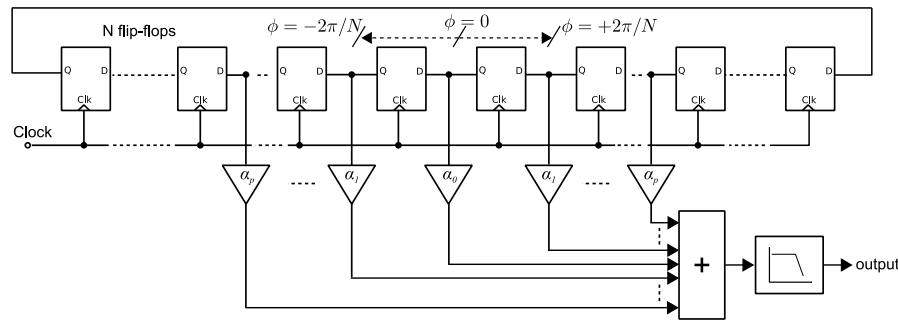 N flip-flops
ϕ = −2π/N
ϕ = 0
ϕ = +2π/N
Q D Clk
Q D Clk
Q D Clk
Q D Clk
Q D Clk
Q D Clk
Q D Clk
Q D Clk
Clock
αp
α1
α0
α1
αp
+
output